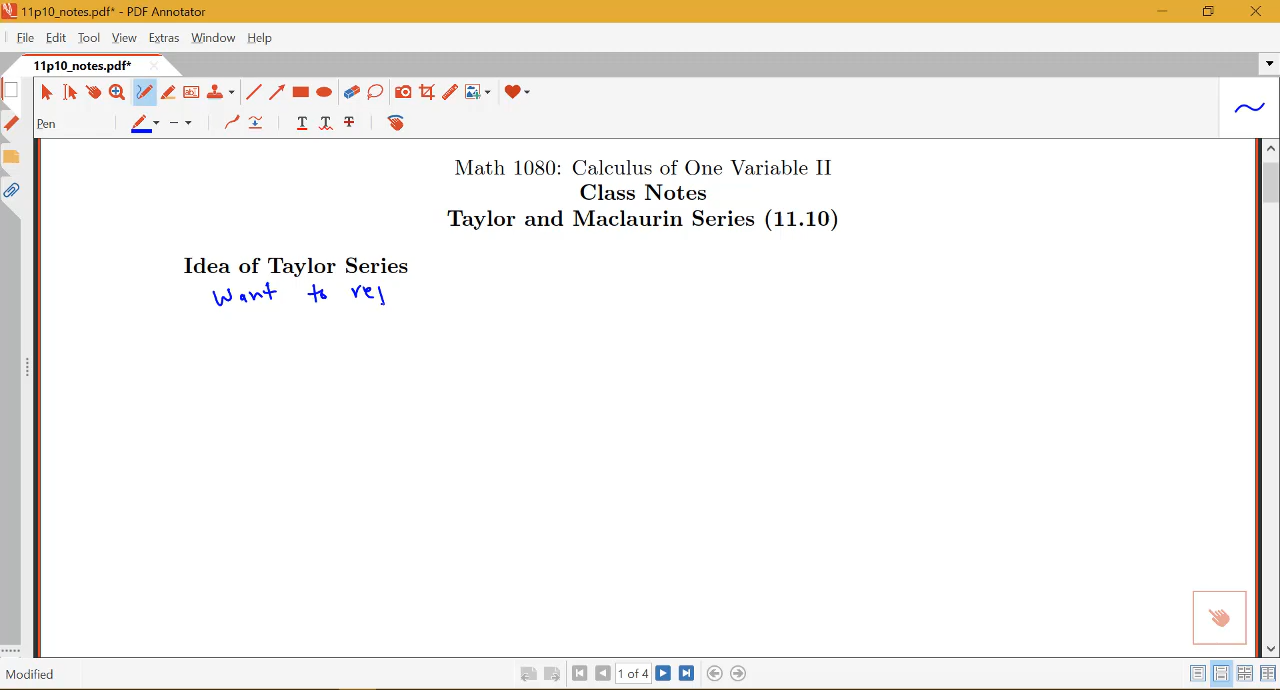 11p10_notes.pdf* - PDF Annotator
File Edit Tool View Extras Window Help
11p10_notes.pdf*
Pen
Math 1080: Calculus of One Variable II
Class Notes
Taylor and Maclaurin Series (11.10)
Idea of Taylor Series
Want to
1 of 4
Modified